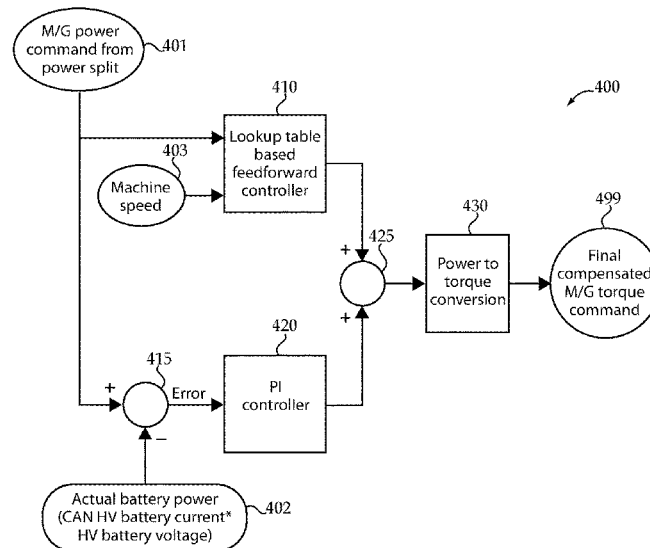 M/G power
command from
power split
401
410
400
Lookup table
based
feedforward
controller
403
Machine
speed
499
430
425
+
+
Power to
torque
conversion
Final
compensated
M/G torque
command
420
415
PI
controller
+
Error
−
Actual battery power
(CAN HV battery current*
HV battery voltage)
402